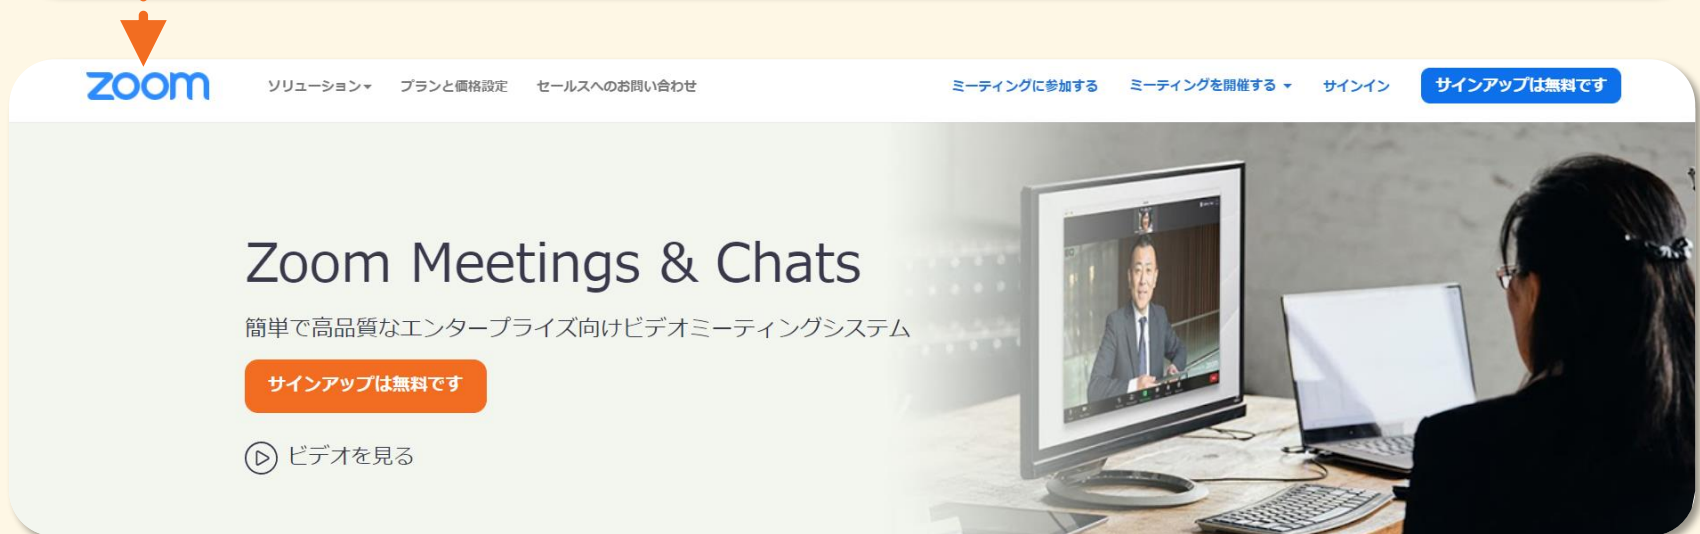 zoom
ソリューション▾ プランと価格設定 セールスへのお問い合わせ ミーティングに参加する ミーティングを開催する ▾ サインイン サインアップは無料です
Zoom Meetings & Chats
簡単で高品質なエンタープライズ向けビデオミーティングシステム
サインアップは無料です
ビデオを見る